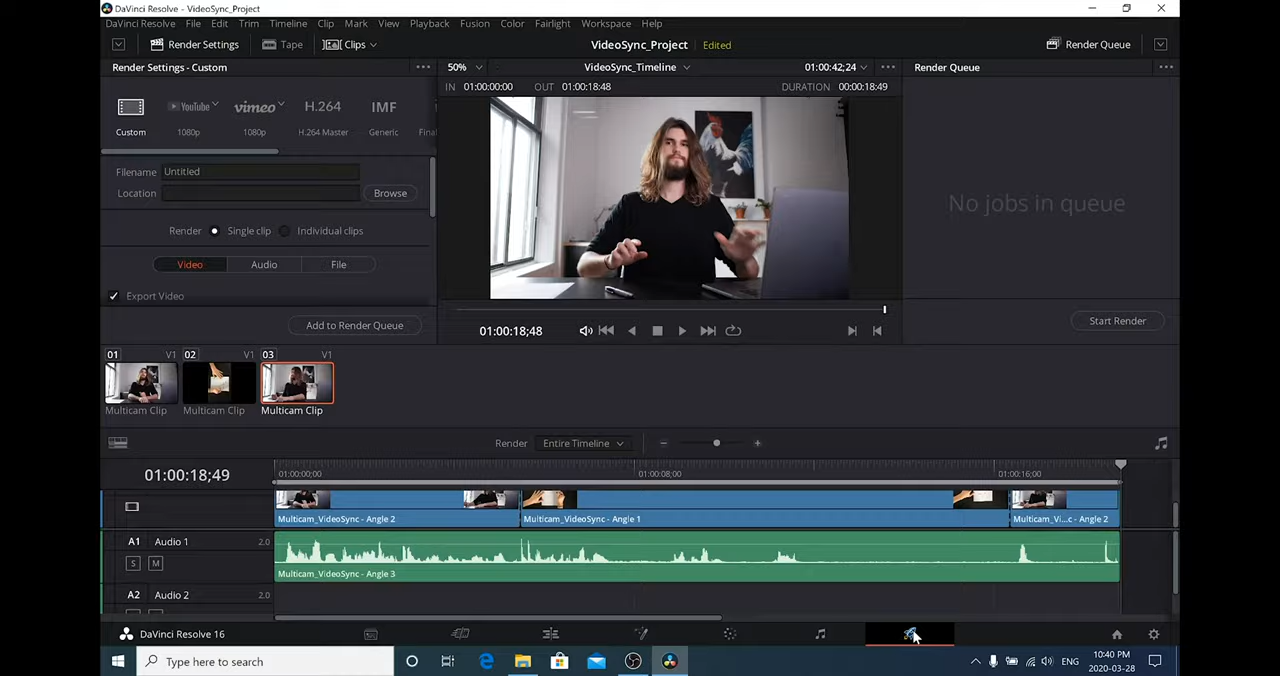 DaVinci Resolve - VideoSync_Project
DaVinci Resolve File Edit Trim Timeline Clip Mark View Playback Fusion Color Fairlight Workspace Help
Render Settings Tape Clips VideoSync_Project Edited Render Queue
Render Settings - Custom 50% VideoSync_Timeline 01:00:42;24 Render Queue
IN 01:00:00:00 OUT 01:00:18:48 DURATION 00:00:18:49
YouTube vimeo H.264 IMF
Custom 1080p 1080p H.264 Master Generic Final
Filename Untitled
Location Browse
No jobs in queue
Render Single clip Individual clips
Video Audio File
Export Video
Add to Render Queue 01:00:18;48 Start Render
01 V1 02 V1 03 V1
Multicam Clip Multicam Clip Multicam Clip
Render Entire Timeline
01:00:18;49 01:00:00;00 01:00:08;00 01:00:16;00
Multicam_VideoSync - Angle 2 Multicam_VideoSync - Angle 1 Multicam_Vi...c - Angle 2
A1 Audio 1 2.0
S M
Multicam_VideoSync - Angle 3
A2 Audio 2 2.0
DaVinci Resolve 16
Type here to search ENG 10:40 PM
2020-03-28